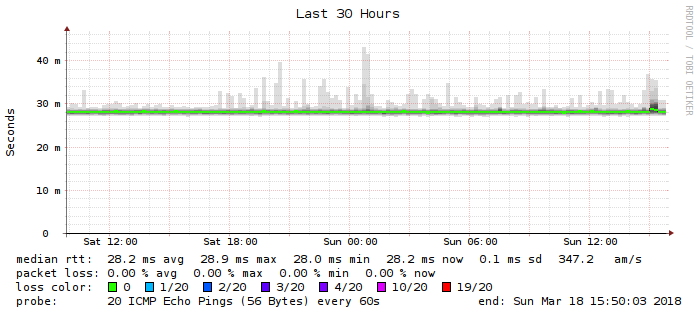 Last 30 Hours
RRDTOOL / TOBI OETIKER
Seconds
40 m
30 m
20 m
10 m
0
Sat 12:00 Sat 18:00 Sun 00:00 Sun 06:00 Sun 12:00
median rtt: 28.2 ms avg 28.9 ms max 28.0 ms min 28.2 ms now 0.1 ms sd 347.2 am/s
packet loss: 0.00 % avg 0.00 % max 0.00 % min 0.00 % now
loss color: 0 1/20 2/20 3/20 4/20 10/20 19/20
probe: 20 ICMP Echo Pings (56 Bytes) every 60s end: Sun Mar 18 15:50:03 2018